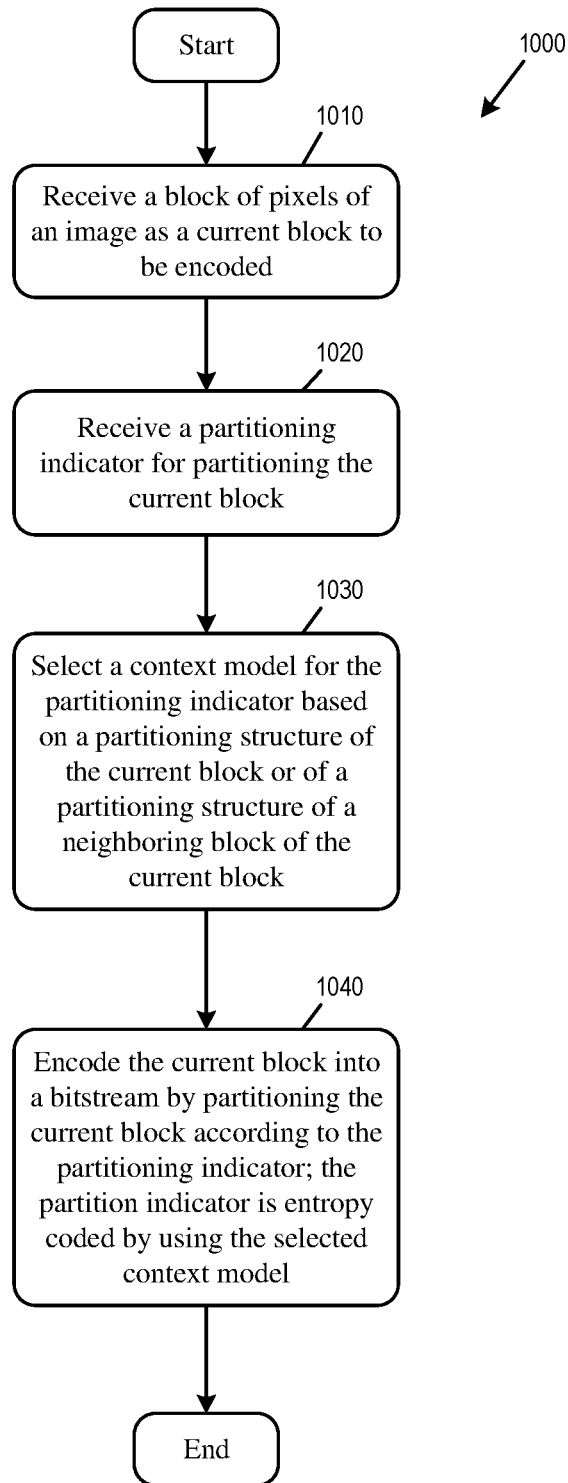 Start
1000
1010
Receive a block of pixels of
an image as a current block to
be encoded
1020
Receive a partitioning
indicator for partitioning the
current block
1030
Select a context model for the
partitioning indicator based
on a partitioning structure of
the current block or of a
partitioning structure of a
neighboring block of the
current block
1040
Encode the current block into
a bitstream by partitioning the
current block according to the
partitioning indicator; the
partition indicator is entropy
coded by using the selected
context model
End